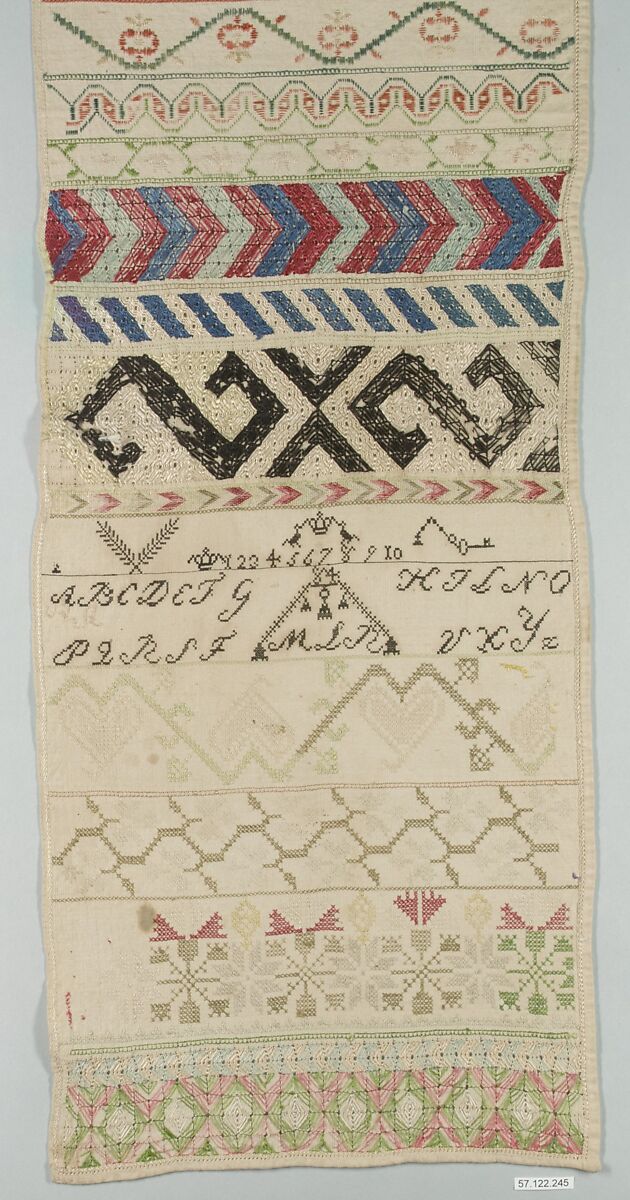 1 2 3 4 5 6 7 8 9 10
A B C D E F G H I L N O
P Q R S T M L R V X Y Z
57.122.245